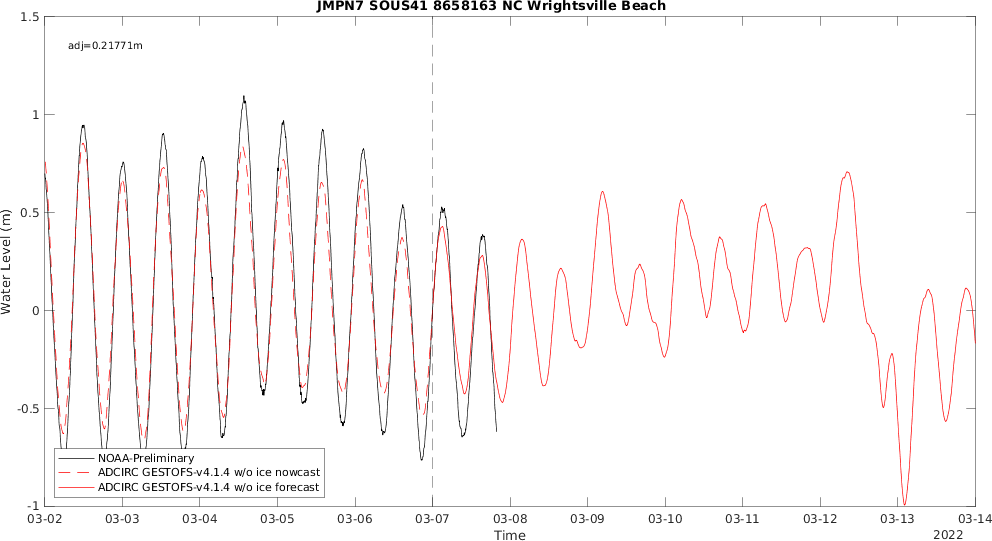 JMPN7 SOUS41 8658163 NC Wrightsville Beach
adj=0.21771m
1.5
1
0.5
0
-0.5
-1
Water Level (m)
NOAA-Preliminary
ADCIRC GESTOFS-v4.1.4 w/o ice nowcast
ADCIRC GESTOFS-v4.1.4 w/o ice forecast
03-02 03-03 03-04 03-05 03-06 03-07 03-08 03-09 03-10 03-11 03-12 03-13 03-14
Time
2022